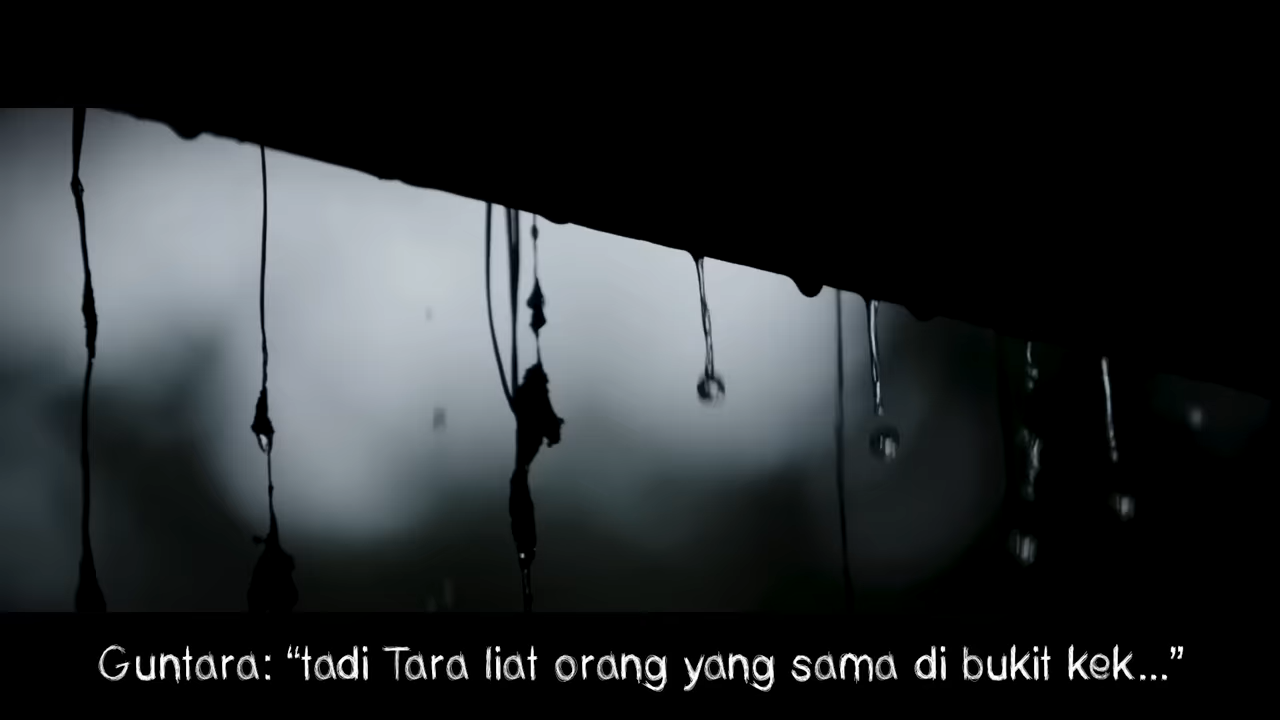 Guntara: “tadi Tara liat orang yang sama di bukit kek...”